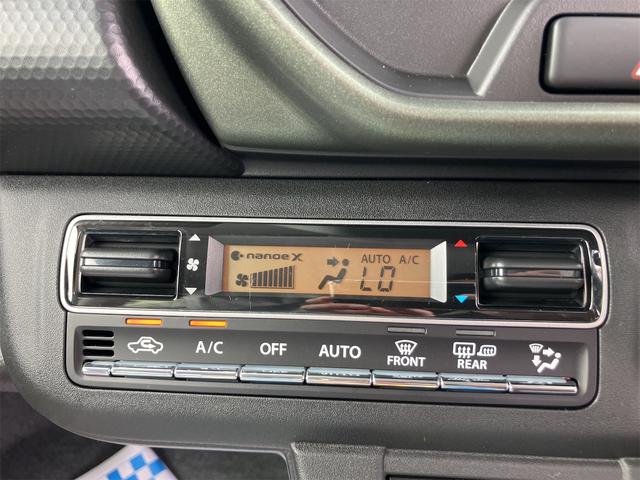 nanoe X
AUTO A/C
LO
A/C OFF AUTO FRONT REAR